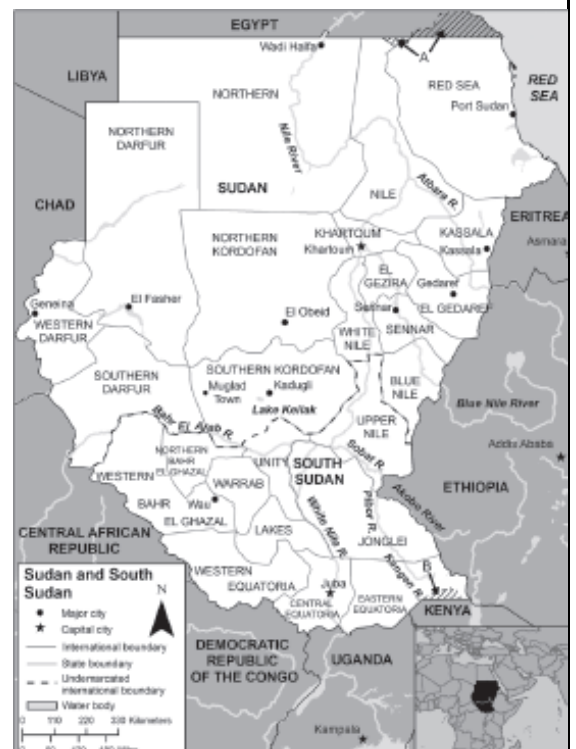 EGYPT
Wadi Halfa
A
LIBYA
NORTHERN
RED SEA
RED
SEA
Port Sudan
NORTHERN
DARFUR
Nile River
SUDAN
NILE
Atbara R.
CHAD
ERITREA
NORTHERN
KORDOFAN
KHARTOUM
Khartoum
KASSALA
Kassala
Asmara
EL
GEZIRA
Gedaref
Geneina
El Fasher
El Obeid
Sennar
EL GEDAREF
WESTERN
DARFUR
WHITE
NILE
SENNAR
SOUTHERN
DARFUR
SOUTHERN KORDOFAN
Muglad
Town
Kadugli
Lake Keilak
BLUE
NILE
Blue Nile River
UPPER
NILE
Bahr El Arab R.
Addis Ababa
NORTHERN
BAHR
EL GHAZAL
UNITY
SOUTH
SUDAN
Sobat R.
WESTERN
BAHR
EL GHAZAL
WARRAB
Wau
ETHIOPIA
Akobo River
White Nile R.
Pibor R.
JONGLEI
LAKES
CENTRAL AFRICAN
REPUBLIC
Kangen R.
B
WESTERN
EQUATORIA
Juba
CENTRAL
EQUATORIA
EASTERN
EQUATORIA
KENYA
DEMOCRATIC
REPUBLIC
OF THE CONGO
UGANDA
Kampala
Sudan and South
Sudan
N
Major city
Capital city
International boundary
State boundary
Undemarcated
international boundary
Water body
0 110 220 330 Kilometers